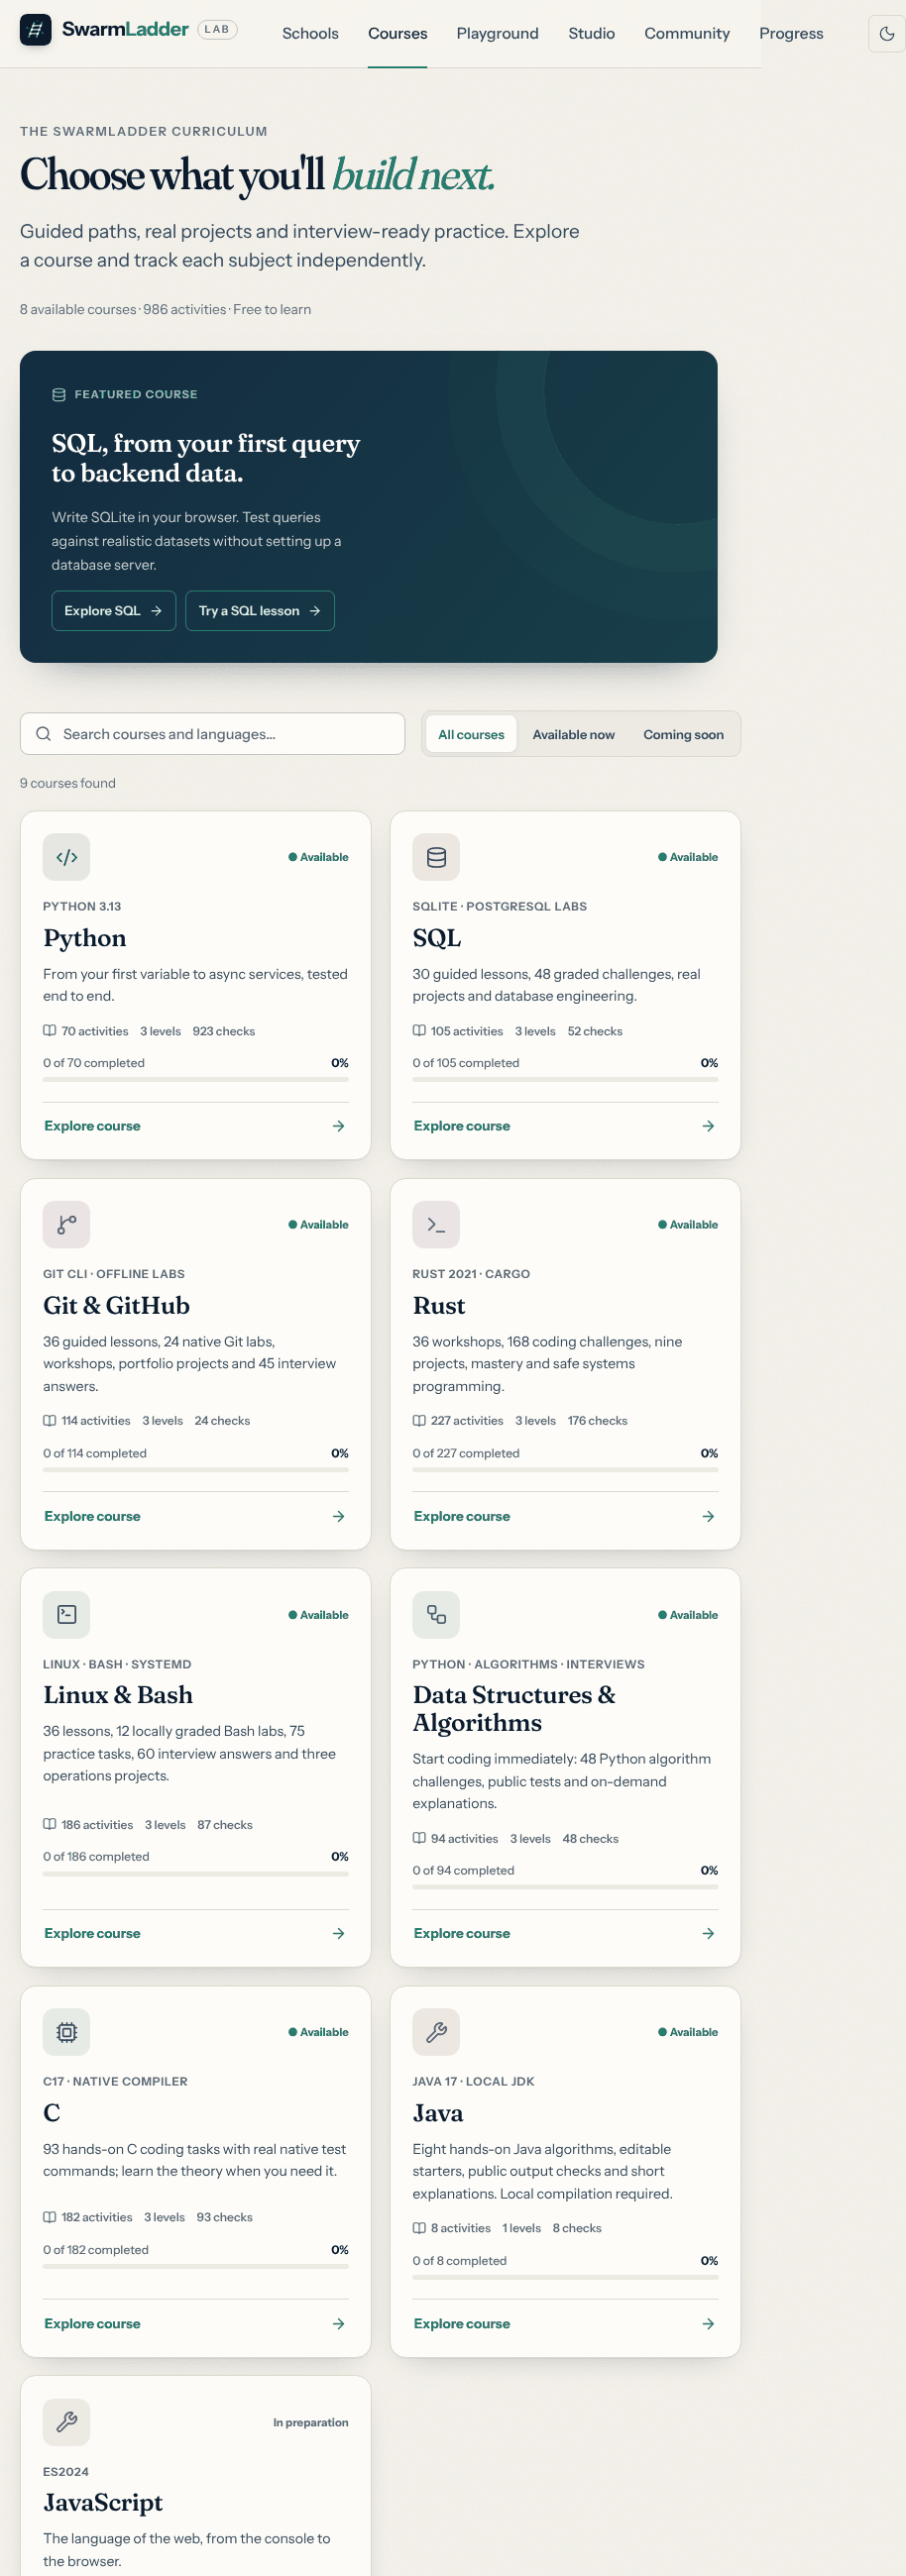 SwarmLadder LAB Schools Courses Playground Studio Community Progress
THE SWARMLADDER CURRICULUM
Choose what you'll build next.
Guided paths, real projects and interview-ready practice. Explore
a course and track each subject independently.
8 available courses · 986 activities · Free to learn
FEATURED COURSE
SQL, from your first query
to backend data.
Write SQLite in your browser. Test queries
against realistic datasets without setting up a
database server.
Explore SQL → Try a SQL lesson →
Search courses and languages... All courses Available now Coming soon
9 courses found
Available
PYTHON 3.13
Python
From your first variable to async services, tested
end to end.
70 activities 3 levels 923 checks
0 of 70 completed 0%
Explore course →
Available
SQLITE · POSTGRESQL LABS
SQL
30 guided lessons, 48 graded challenges, real
projects and database engineering.
105 activities 3 levels 52 checks
0 of 105 completed 0%
Explore course →
Available
GIT CLI · OFFLINE LABS
Git & GitHub
36 guided lessons, 24 native Git labs,
workshops, portfolio projects and 45 interview
answers.
114 activities 3 levels 24 checks
0 of 114 completed 0%
Explore course →
Available
RUST 2021 · CARGO
Rust
36 workshops, 168 coding challenges, nine
projects, mastery and safe systems
programming.
227 activities 3 levels 176 checks
0 of 227 completed 0%
Explore course →
Available
LINUX · BASH · SYSTEMD
Linux & Bash
36 lessons, 12 locally graded Bash labs, 75
practice tasks, 60 interview answers and three
operations projects.
186 activities 3 levels 87 checks
0 of 186 completed 0%
Explore course →
Available
PYTHON · ALGORITHMS · INTERVIEWS
Data Structures &
Algorithms
Start coding immediately: 48 Python algorithm
challenges, public tests and on-demand
explanations.
94 activities 3 levels 48 checks
0 of 94 completed 0%
Explore course →
Available
C17 · NATIVE COMPILER
C
93 hands-on C coding tasks with real native test
commands; learn the theory when you need it.
182 activities 3 levels 93 checks
0 of 182 completed 0%
Explore course →
Available
JAVA 17 · LOCAL JDK
Java
Eight hands-on Java algorithms, editable
starters, public output checks and short
explanations. Local compilation required.
8 activities 1 levels 8 checks
0 of 8 completed 0%
Explore course →
In preparation
ES2024
JavaScript
The language of the web, from the console to
the browser.